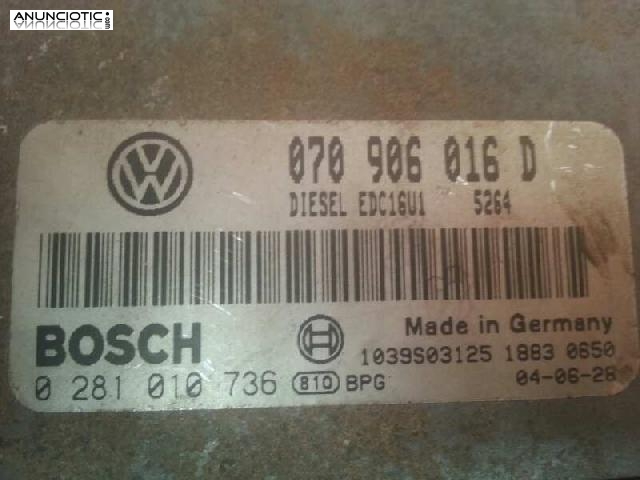 ANUNCIOTIC.com
070 906 016 D
DIESEL EDC16U1 5264
BOSCH
Made in Germany
1039S03125 1883 0650
0 281 010 736 810 BPG 04-06-28